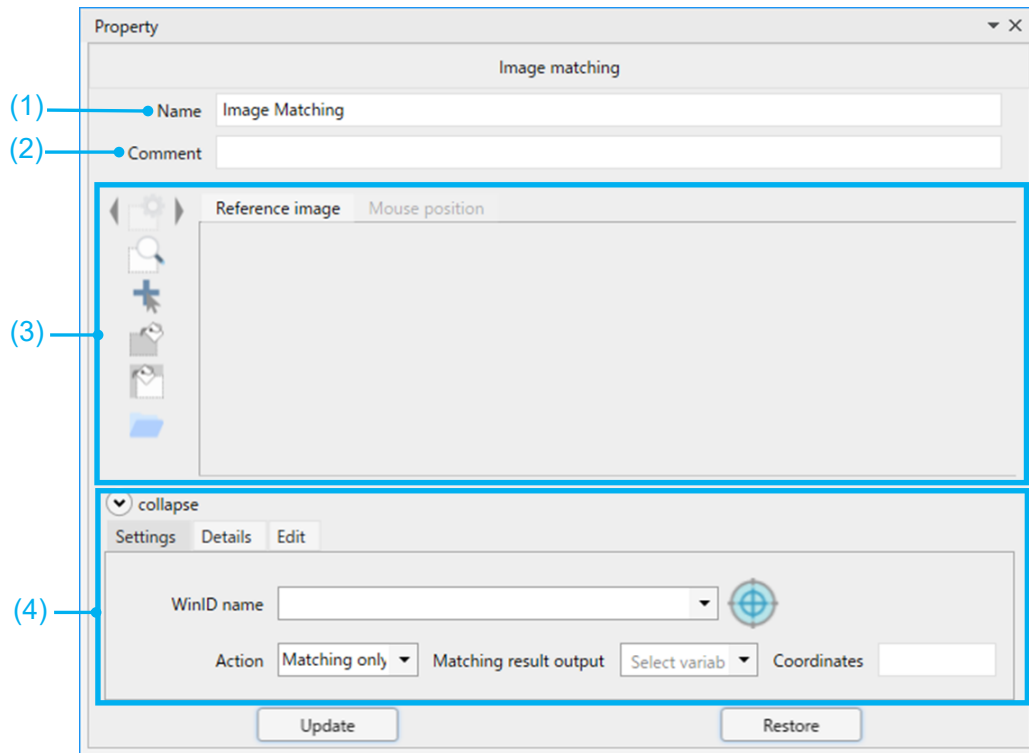 Property
Image matching
(1) Name Image Matching
(2) Comment
Reference image Mouse position
(3)
collapse
Settings Details Edit
(4) WinID name
Action Matching only Matching result output Select variab Coordinates
Update Restore